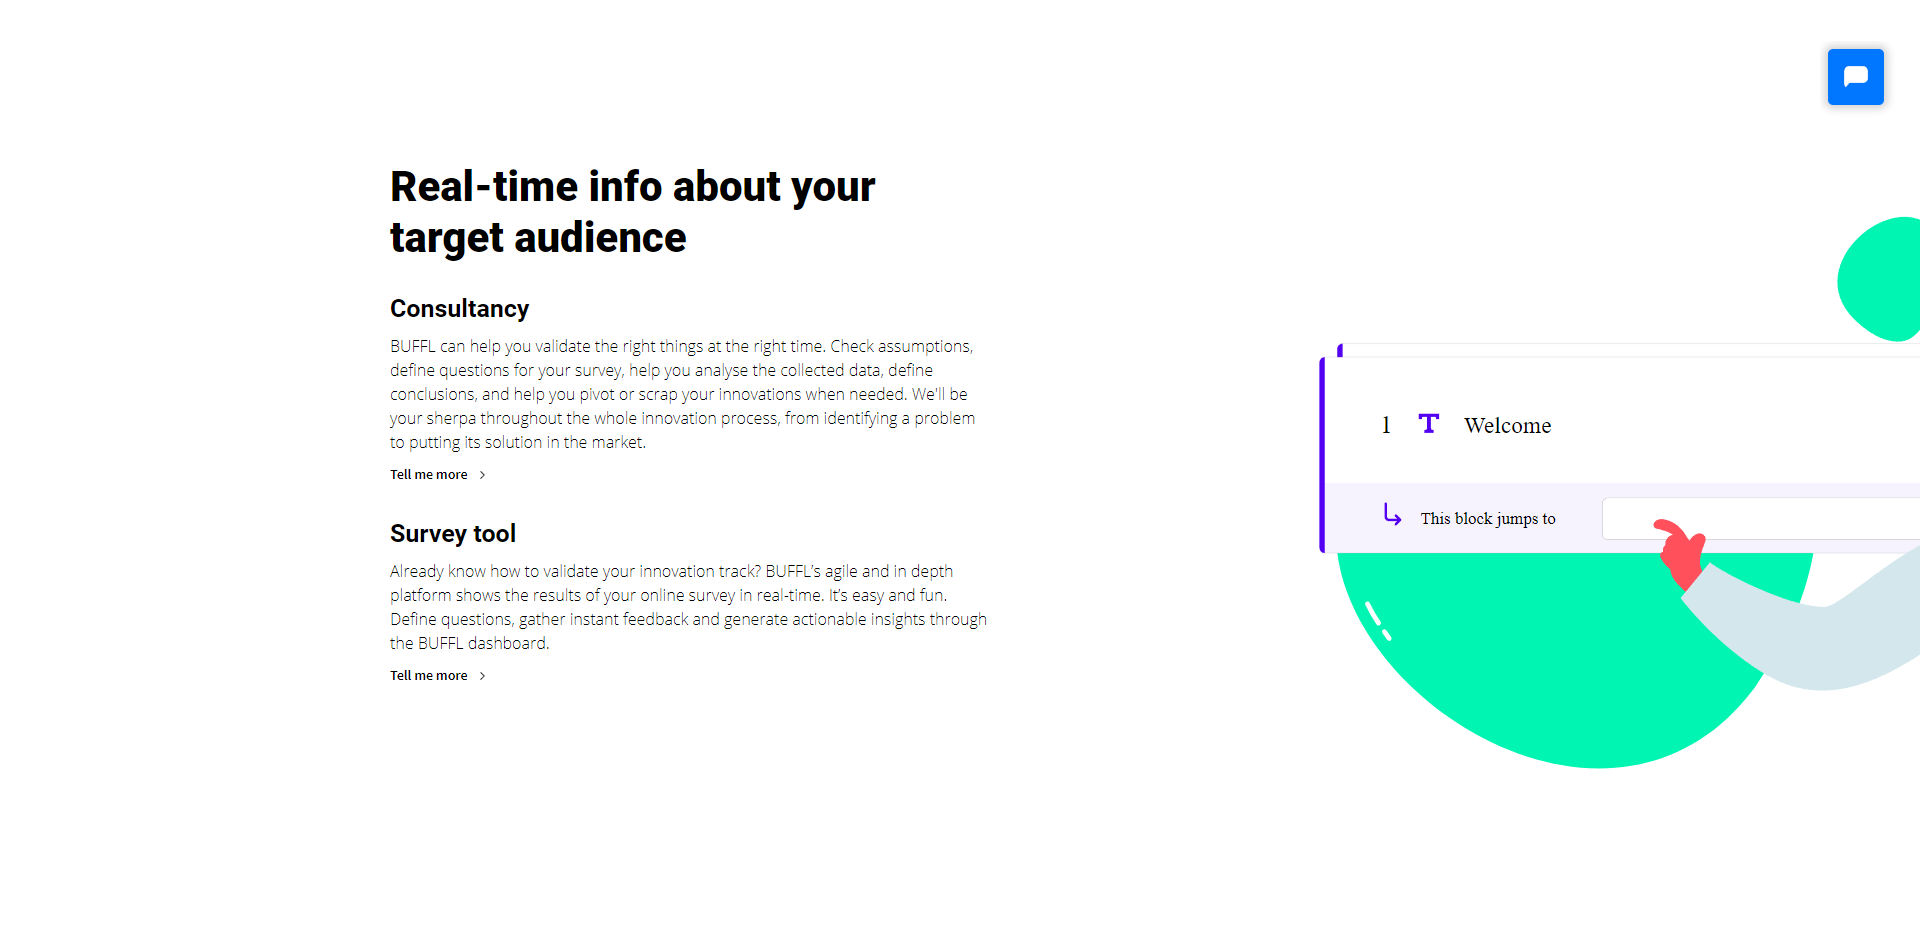 Real-time info about your
target audience
Consultancy
BUFFL can help you validate the right things at the right time. Check assumptions,
define questions for your survey, help you analyse the collected data, define
conclusions, and help you pivot or scrap your innovations when needed. We'll be
your sherpa throughout the whole innovation process, from identifying a problem
to putting its solution in the market.
Tell me more
Survey tool
Already know how to validate your innovation track? BUFFL’s agile and in depth
platform shows the results of your online survey in real-time. It’s easy and fun.
Define questions, gather instant feedback and generate actionable insights through
the BUFFL dashboard.
Tell me more
1 T Welcome
This block jumps to